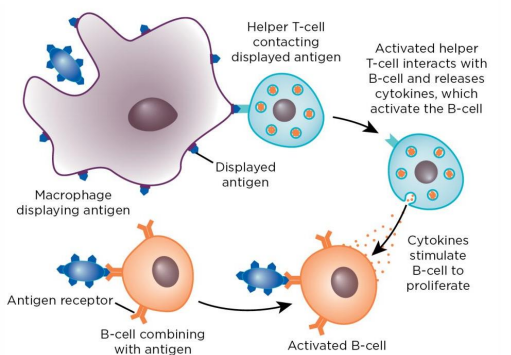 Helper T-cell
contacting
displayed antigen
Activated helper
T-cell interacts with
B-cell and releases
cytokines, which
activate the B-cell
Displayed
antigen
Macrophage
displaying antigen
Cytokines
stimulate
B-cell to
proliferate
Antigen receptor
B-cell combining
with antigen
Activated B-cell